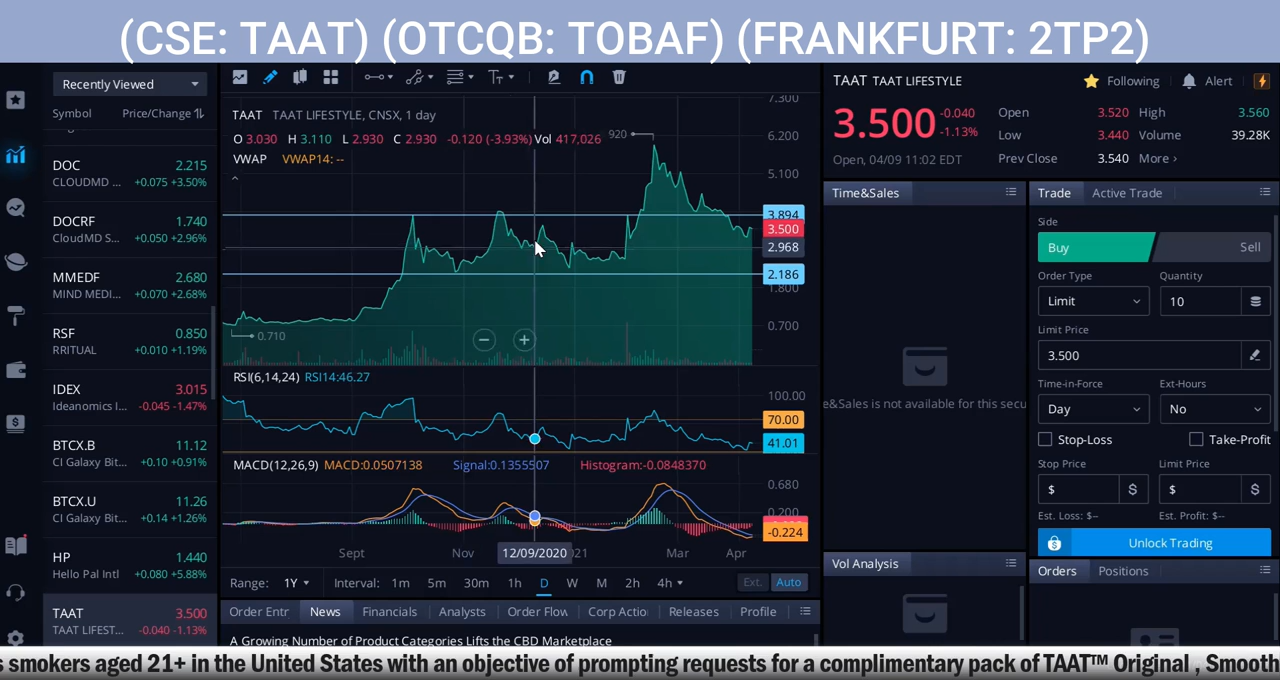 (CSE: TAAT) (OTCQB: TOBAF) (FRANKFURT: 2TP2)
Recently Viewed
Symbol Price/Change
DOC 2.215
CLOUDMD ... +0.075 +3.50%
DOCRF 1.740
CloudMD S... +0.050 +2.96%
MMEDF 2.680
MIND MEDI... +0.070 +2.68%
RSF 0.850
RRITUAL +0.010 +1.19%
IDEX 3.015
Ideanomics I... -0.045 -1.47%
BTCX.B 11.12
CI Galaxy Bit... +0.10 +0.91%
BTCX.U 11.26
CI Galaxy Bit... +0.14 +1.26%
HP 1.440
Hello Pal Intl +0.080 +5.88%
TAAT 3.500
TAAT LIFEST... -0.040 -1.13%
TAAT TAAT LIFESTYLE, CNSX, 1 day
O 3.030 H 3.110 L 2.930 C 2.930 -0.120 (-3.93%) Vol 417,026
VWAP VWAP14: --
920
0.710
7.300
6.200
5.100
3.894
3.500
2.968
2.186
1.800
0.700
RSI(6,14,24) RSI14:46.27
100.00
70.00
41.01
MACD(12,26,9) MACD:0.0507138 Signal:0.1355507 Histogram:-0.0848370
0.680
0.200
-0.224
Sept Nov 12/09/2020 21 Mar Apr
Range: 1Y Interval: 1m 5m 30m 1h D W M 2h 4h Ext. Auto
Order Entr News Financials Analysts Order Flow Corp Actio Releases Profile
A Growing Number of Product Categories Lifts the CBD Marketplace
TAAT TAAT LIFESTYLE Following Alert
3.500 -0.040 -1.13%
Open, 04/09 11:02 EDT
Open 3.520 High 3.560
Low 3.440 Volume 39.28K
Prev Close 3.540 More ›
Time&Sales
e&Sales is not available for this secu
Vol Analysis
Trade Active Trade
Side
Buy Sell
Order Type Quantity
Limit 10
Limit Price
3.500
Time-in-Force Ext-Hours
Day No
Stop-Loss Take-Profit
Stop Price Limit Price
$ $ $ $
Est. Loss: $-- Est. Profit: $--
Unlock Trading
Orders Positions
s smokers aged 21+ in the United States with an objective of prompting requests for a complimentary pack of TAAT™ Original , Smooth